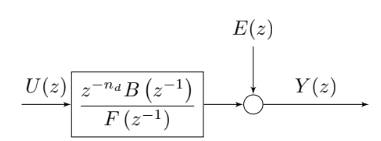 E(z)
U(z)
z^{-n_d} B (z^{-1})
F (z^{-1})
Y(z)